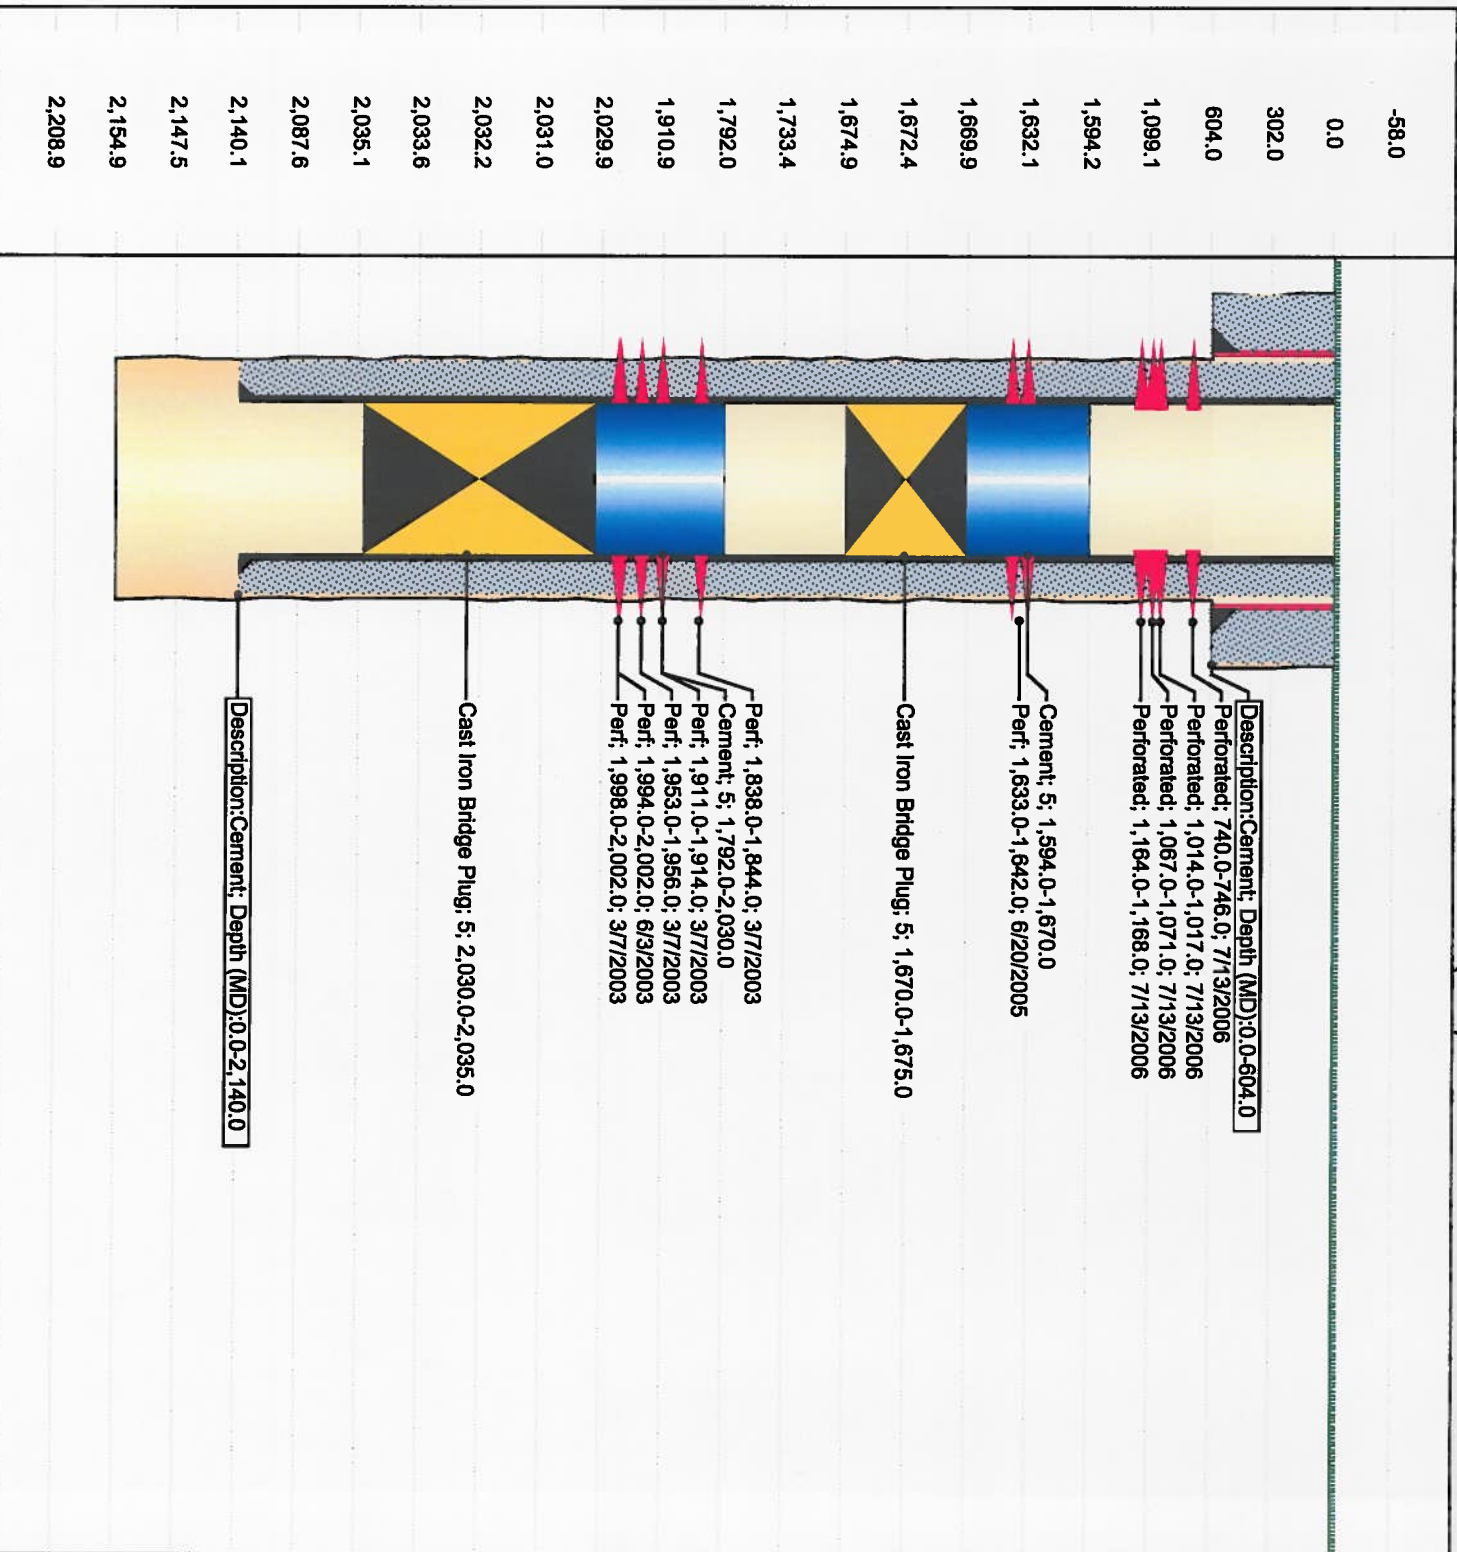 -58.0
0.0
302.0
604.0
1,099.1
1,594.2
1,632.1
1,669.9
1,672.4
1,674.9
1,733.4
1,792.0
1,910.9
2,029.9
2,031.0
2,032.2
2,033.6
2,035.1
2,087.6
2,140.1
2,147.5
2,154.9
2,208.9
Description:Cement; Depth (MD):0.0-604.0
Perforated; 740.0-746.0; 7/13/2006
Perforated; 1,014.0-1,017.0; 7/13/2006
Perforated; 1,067.0-1,071.0; 7/13/2006
Perforated; 1,164.0-1,168.0; 7/13/2006
Cement; 5; 1,594.0-1,670.0
Perf; 1,633.0-1,642.0; 6/20/2005
Cast Iron Bridge Plug; 5; 1,670.0-1,675.0
Perf; 1,838.0-1,844.0; 3/7/2003
Cement; 5; 1,792.0-2,030.0
Perf; 1,911.0-1,914.0; 3/7/2003
Perf; 1,953.0-1,956.0; 3/7/2003
Perf; 1,994.0-2,002.0; 6/3/2003
Perf; 1,998.0-2,002.0; 3/7/2003
Cast Iron Bridge Plug; 5; 2,030.0-2,035.0
Description:Cement; Depth (MD):0.0-2,140.0